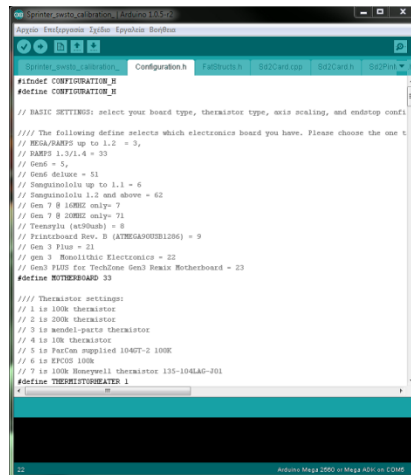 Sprinter_swsto_calibration_ | Arduino 1.0.5-r2
Αρχείο Επεξεργασία Σχέδιο Εργαλεία Βοήθεια
Sprinter_swsto_calibration_ Configuration.h FatStructs.h Sd2Card.cpp Sd2Card.h Sd2PinM
#ifndef CONFIGURATION_H
#define CONFIGURATION_H
// BASIC SETTINGS: select your board type, thermistor type, axis scaling, and endstop confi
//// The following define selects which electronics board you have. Please choose the one t
// MEGA/RAMPS up to 1.2 = 3,
// RAMPS 1.3/1.4 = 33
// Gen6 = 5,
// Gen6 deluxe = 51
// Sanguinololu up to 1.1 = 6
// Sanguinololu 1.2 and above = 62
// Gen 7 @ 16MHZ only= 7
// Gen 7 @ 20MHZ only= 71
// Teensylu (at90usb) = 8
// Printrboard Rev. B (ATMEGA90USB1286) = 9
// Gen 3 Plus = 21
// gen 3 Monolithic Electronics = 22
// Gen3 PLUS for TechZone Gen3 Remix Motherboard = 23
#define MOTHERBOARD 33
//// Thermistor settings:
// 1 is 100k thermistor
// 2 is 200k thermistor
// 3 is mendel-parts thermistor
// 4 is 10k thermistor
// 5 is ParCan supplied 104GT-2 100K
// 6 is EPCOS 100k
// 7 is 100k Honeywell thermistor 135-104LAG-J01
#define THERMISTORHEATER 1
22 Arduino Mega 2560 or Mega ADK on COM5